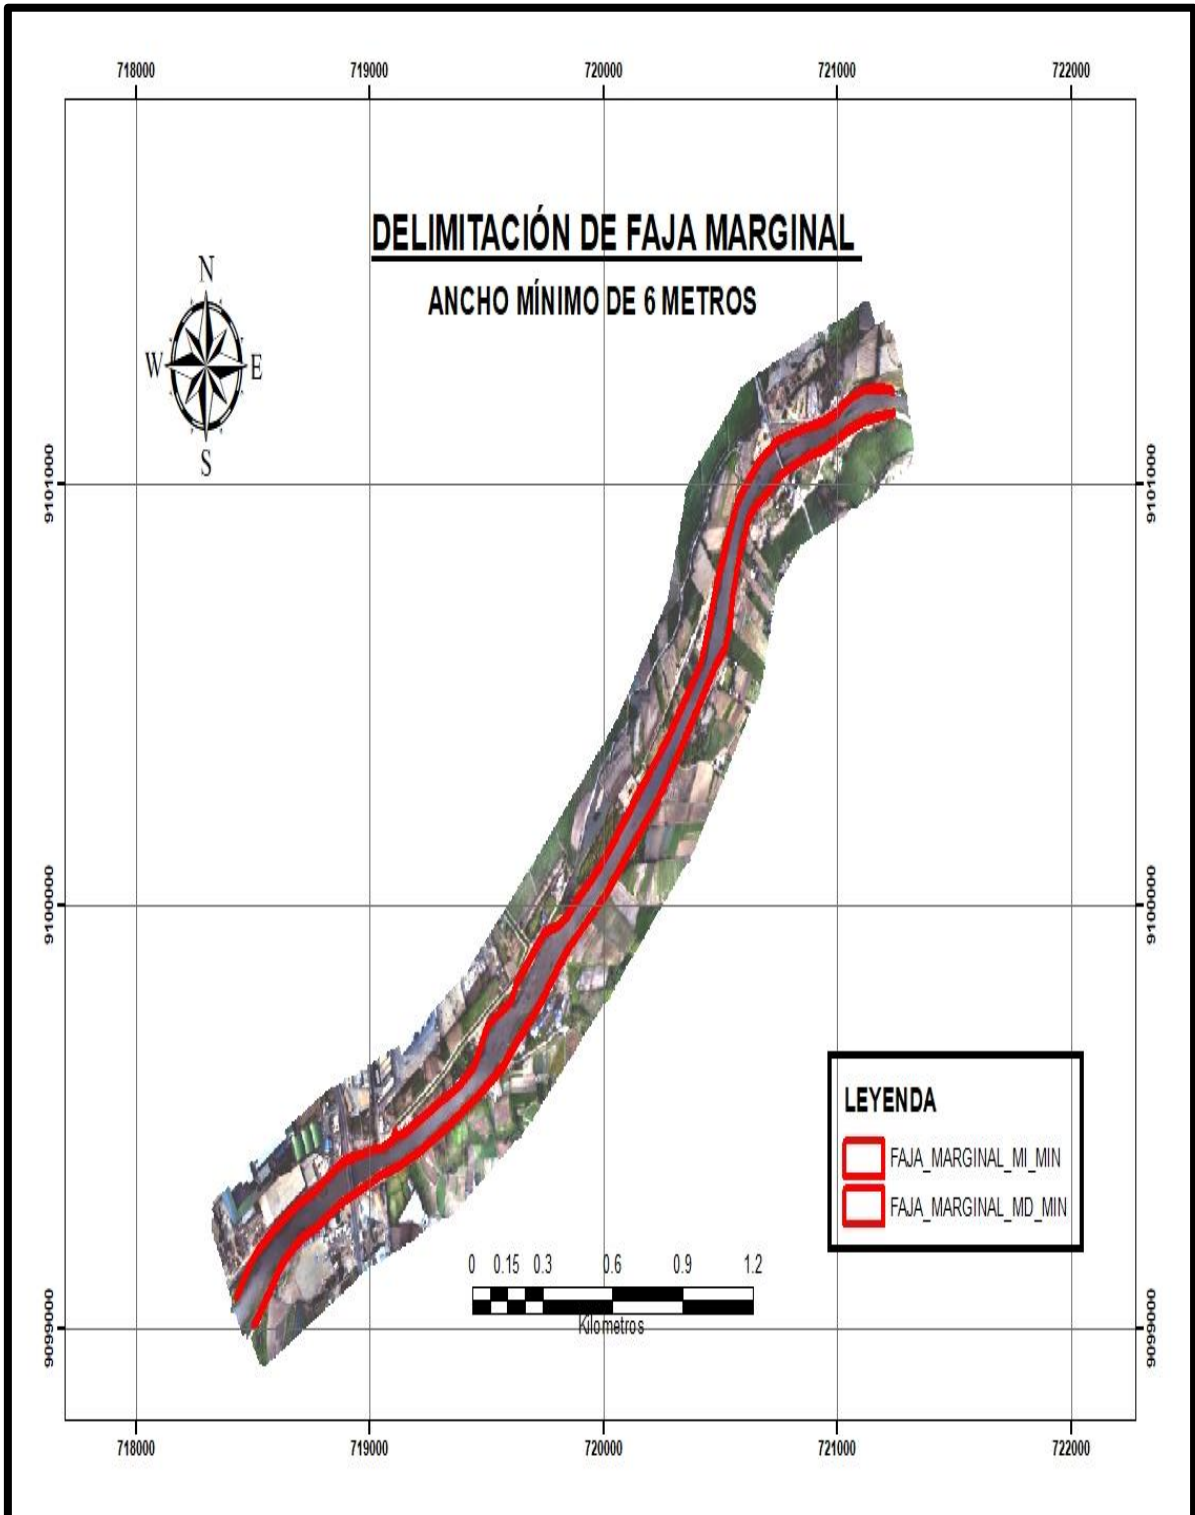 718000 719000 720000 721000 722000
DELIMITACIÓN DE FAJA MARGINAL
ANCHO MÍNIMO DE 6 METROS
N
W E
S
9101000 9101000
9100000 9100000
LEYENDA
FAJA_MARGINAL_MI_MIN
FAJA_MARGINAL_MD_MIN
0 0.15 0.3 0.6 0.9 1.2
Kilometros
9099000 9099000
718000 719000 720000 721000 722000